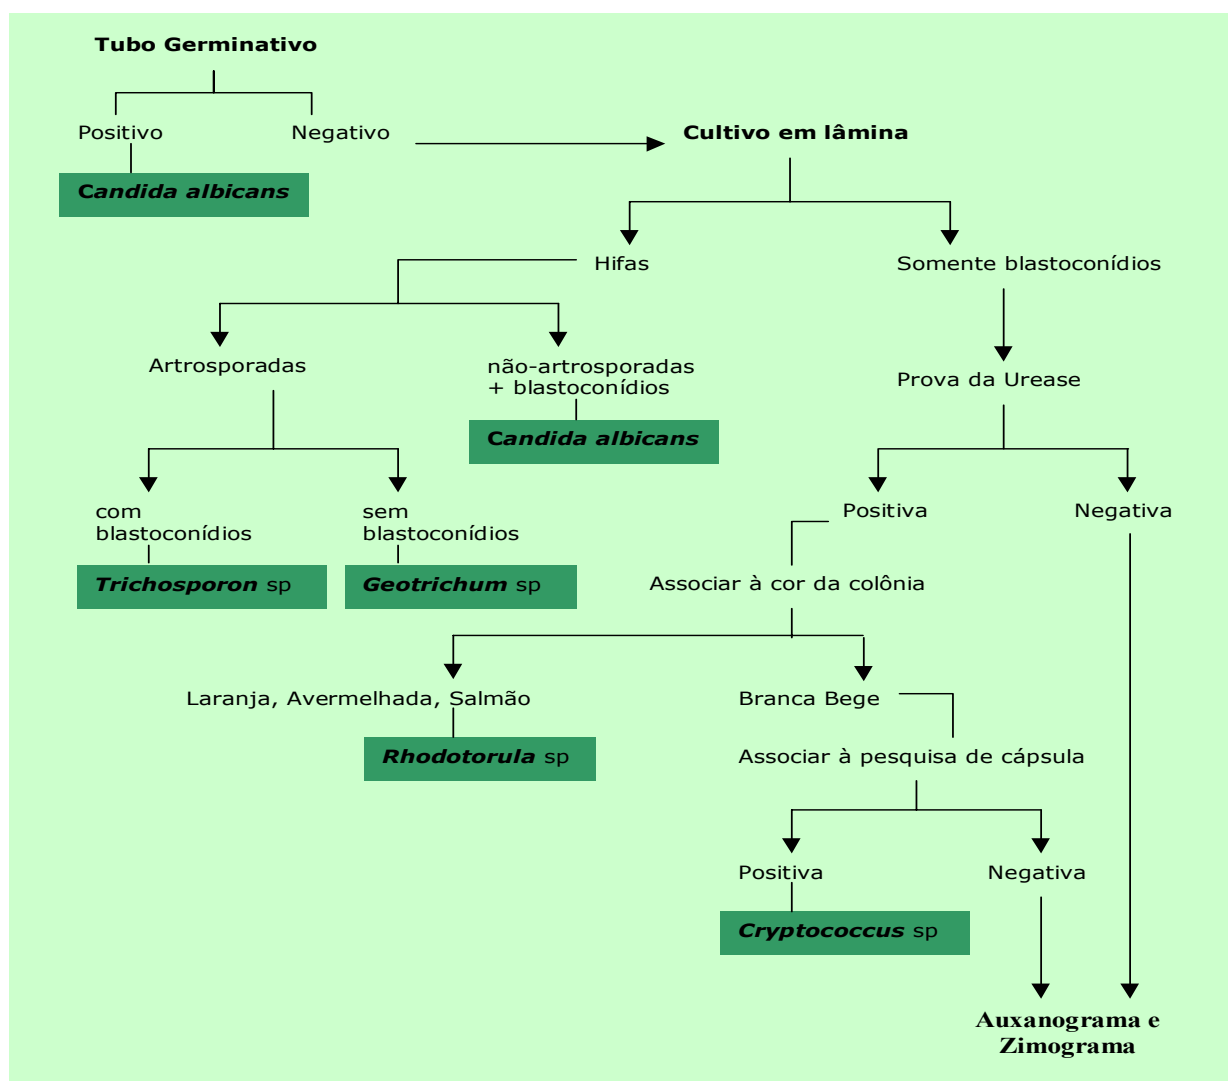 Tubo Germinativo
Positivo
Negativo
Cultivo em lâmina
Candida albicans
Hifas
Somente blastoconídios
Artrosporadas
não-artrosporadas
+ blastoconídios
Prova da Urease
Candida albicans
com
blastoconídios
sem
blastoconídios
Positiva
Negativa
Trichosporon sp
Geotrichum sp
Associar à cor da colônia
Laranja, Avermelhada, Salmão
Branca Bege
Rhodotorula sp
Associar à pesquisa de cápsula
Positiva
Negativa
Cryptococcus sp
Auxanograma e
Zimograma